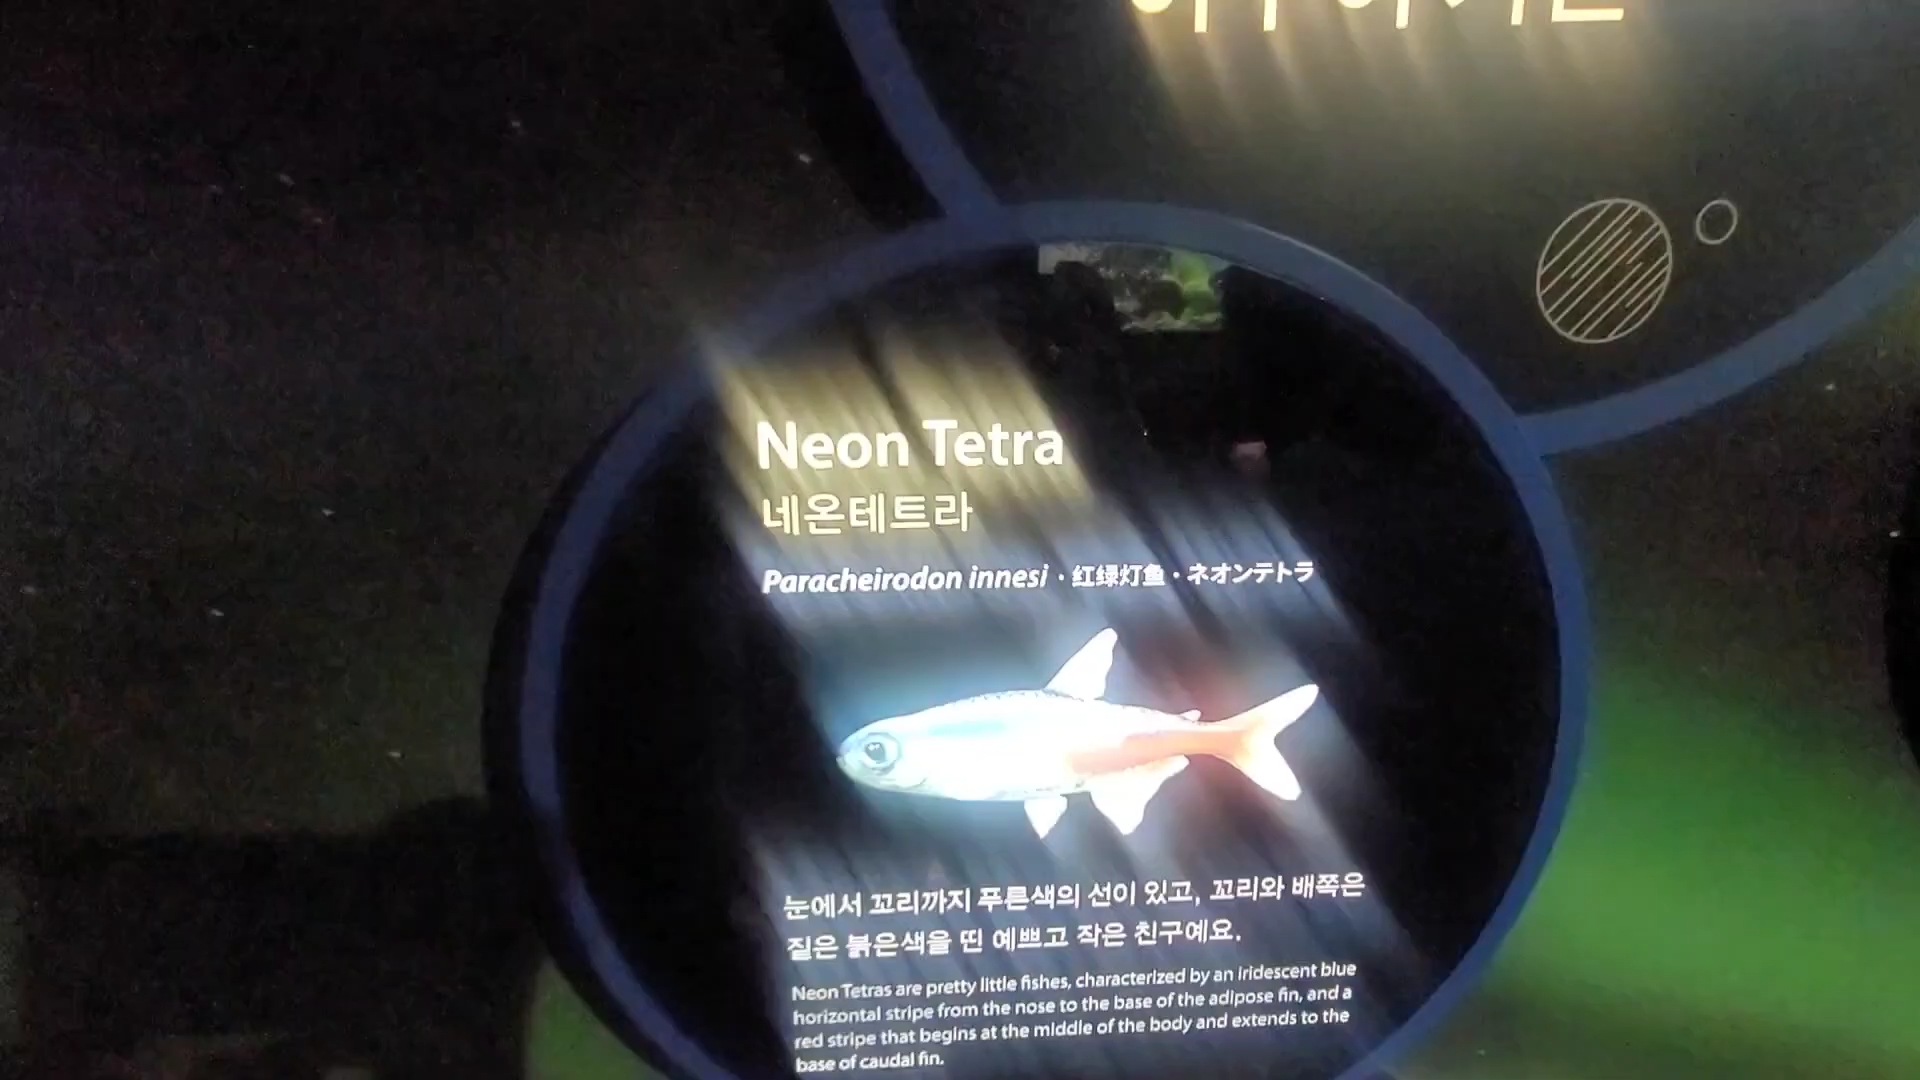 Neon Tetra
네온테트라
Paracheirodon innesi · 红绿灯鱼 · ネオンテトラ
눈에서 꼬리까지 푸른색의 선이 있고, 꼬리와 배쪽은
짙은 붉은색을 띤 예쁘고 작은 친구예요.
Neon Tetras are pretty little fishes, characterized by an iridescent blue
horizontal stripe from the nose to the base of the adipose fin, and a
red stripe that begins at the middle of the body and extends to the
base of caudal fin.